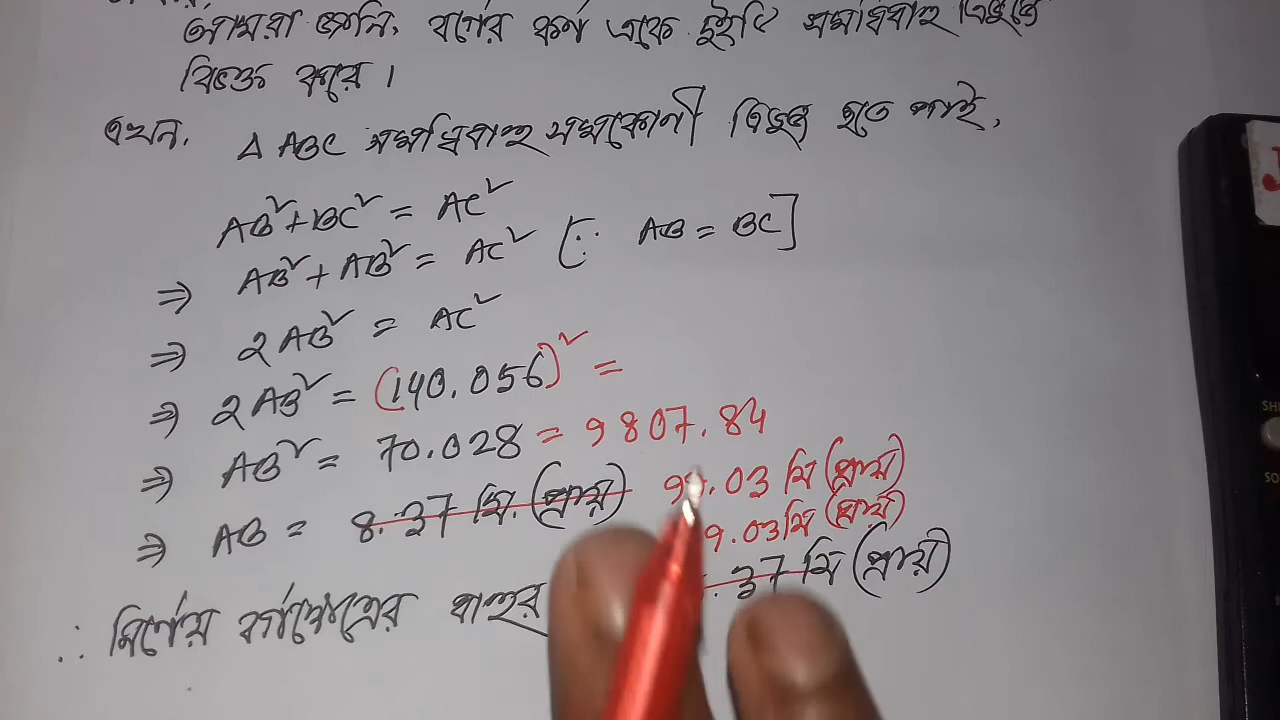 আমরা জানি, বর্গের কর্ণ একে দুইটি সমদ্বিবাহু ত্রিভুজে
বিভক্ত করে।
এখন, Δ ABC সমদ্বিবাহু সমকোণী ত্রিভুজ হতে পাই,
AB² + BC² = AC²
⇒ AB² + AB² = AC² [∵ AB = BC]
⇒ 2AB² = AC²
⇒ 2AB² = (140.056)² =
⇒ AB² = 70.028 = 9807.84
⇒ AB = 8.37 মি. (প্রায়) 99.03 মি (প্রায়)
9.03 মি (প্রায়)
∴ নির্ণেয় বর্গক্ষেত্রের বাহুর .37 মি (প্রায়)